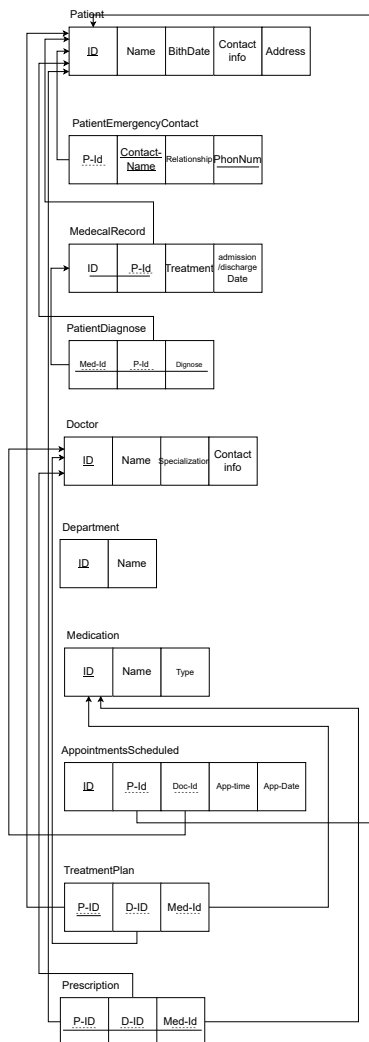 Patient
ID Name BithDate Contact info Address
PatientEmergencyContact
P-Id Contact-Name Relationship PhonNum
MedecalRecord
ID P-Id Treatment admission/discharge Date
PatientDiagnose
Med-Id P-Id Dignose
Doctor
ID Name Specialization Contact info
Department
ID Name
Medication
ID Name Type
AppointmentsScheduled
ID P-Id Doc-Id App-time App-Date
TreatmentPlan
P-ID D-ID Med-Id
Prescription
P-ID D-ID Med-Id